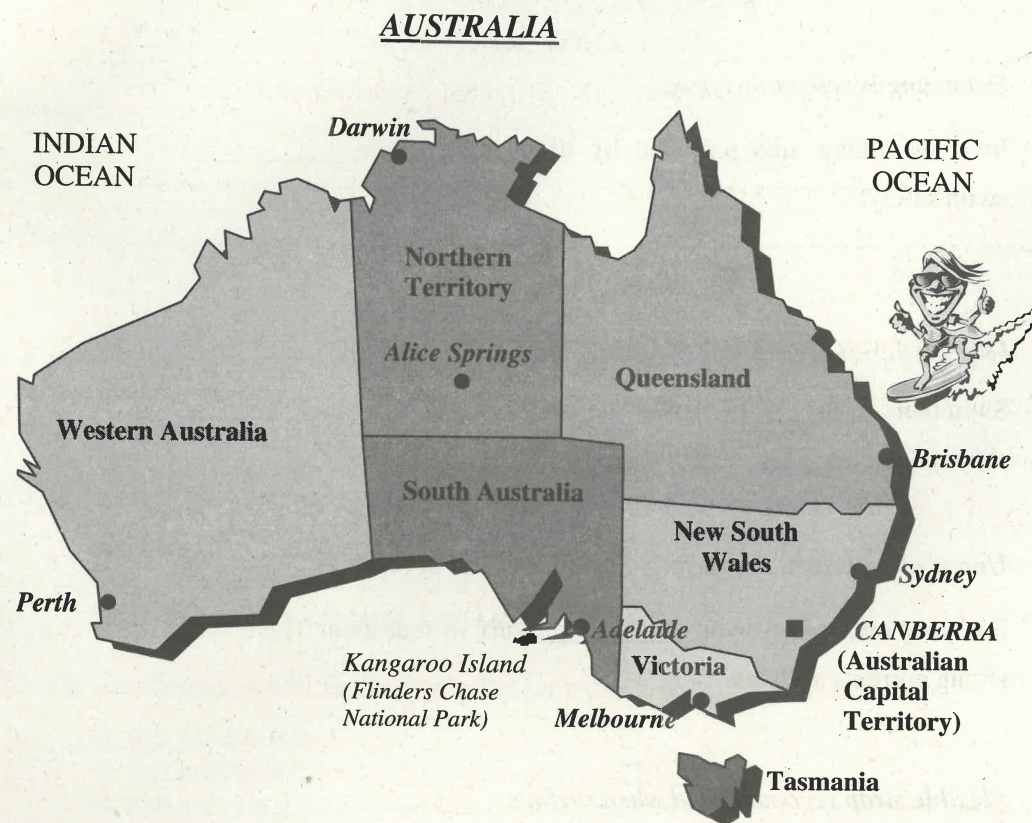 AUSTRALIA
INDIAN
OCEAN
Darwin
PACIFIC
OCEAN
Northern
Territory
Alice Springs
Queensland
Western Australia
Brisbane
South Australia
New South
Wales
Sydney
Perth
Adelaide
CANBERRA
(Australian
Capital
Territory)
Kangaroo Island
(Flinders Chase
National Park)
Victoria
Melbourne
Tasmania